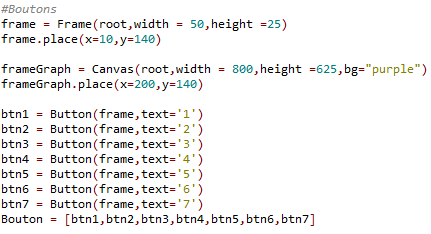 #Boutons
frame = Frame(root,width = 50,height =25)
frame.place(x=10,y=140)

frameGraph = Canvas(root,width = 800,height =625,bg="purple")
frameGraph.place(x=200,y=140)

btn1 = Button(frame,text='1')
btn2 = Button(frame,text='2')
btn3 = Button(frame,text='3')
btn4 = Button(frame,text='4')
btn5 = Button(frame,text='5')
btn6 = Button(frame,text='6')
btn7 = Button(frame,text='7')
Bouton = [btn1,btn2,btn3,btn4,btn5,btn6,btn7]